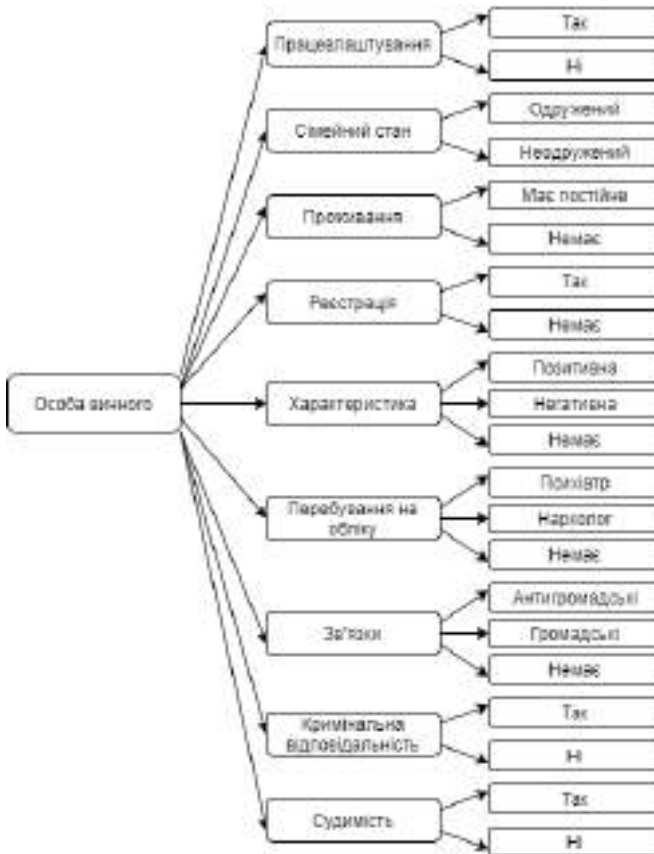 Працевлаштування
Так
Ні
Сімейний стан
Одружений
Неодружений
Проживання
Має постійне
Немає
Реєстрація
Так
Немає
Особа винного
Характеристика
Позитивна
Негативна
Немає
Перебування на
обліку
Психіатр
Нарколог
Немає
Зв'язки
Антигромадські
Громадські
Немає
Кримінальна
відповідальність
Так
Ні
Судимість
Так
Ні